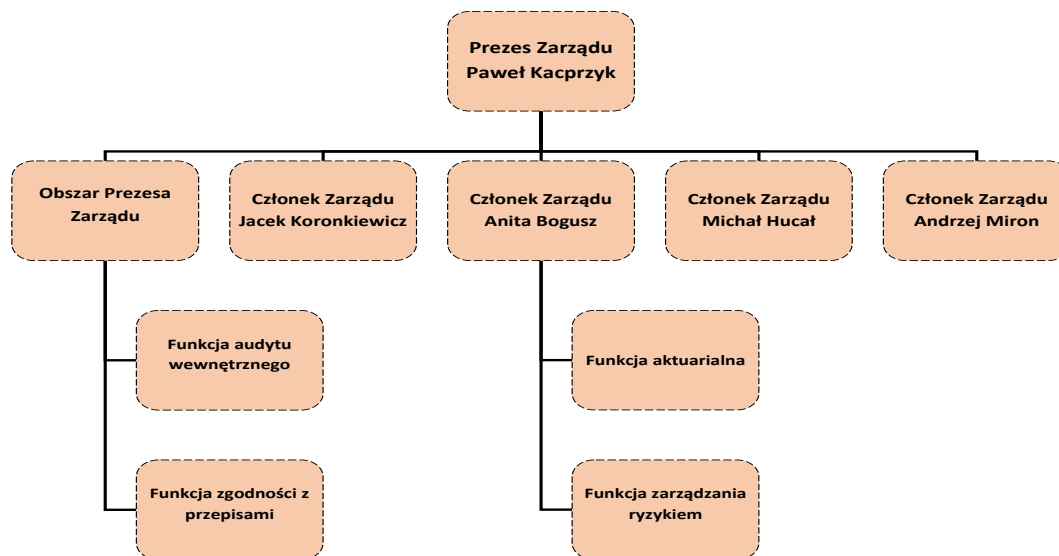 Prezes Zarządu
Paweł Kacprzyk
Obszar Prezesa
Zarządu
Członek Zarządu
Jacek Koronkiewicz
Członek Zarządu
Anita Bogusz
Członek Zarządu
Michał Hucał
Członek Zarządu
Andrzej Miron
Funkcja audytu
wewnętrznego
Funkcja aktuarialna
Funkcja zgodności z
przepisami
Funkcja zarządzania
ryzykiem